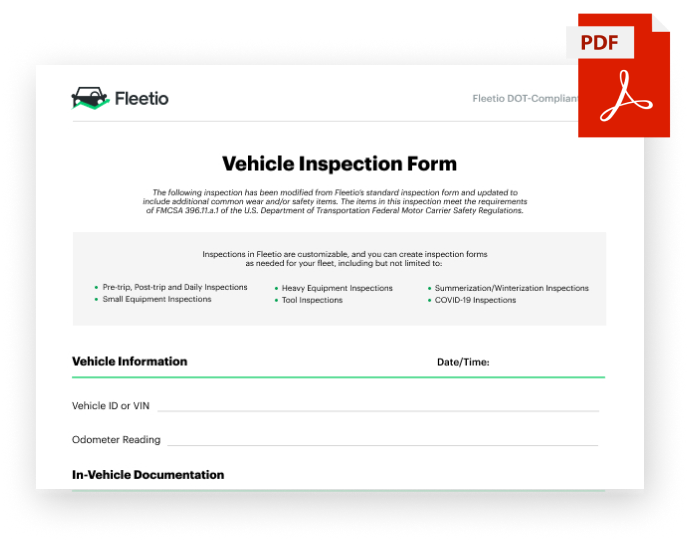 PDF
Fleetio
Fleetio DOT-Compliant
Vehicle Inspection Form
The following inspection has been modified from Fleetio's standard inspection form and updated to
include additional common wear and/or safety items. The items in this inspection meet the requirements
of FMCSA 396.11.a.1 of the U.S. Department of Transportation Federal Motor Carrier Safety Regulations.
Inspections in Fleetio are customizable, and you can create inspection forms
as needed for your fleet, including but not limited to:
• Pre-trip, Post-trip and Daily Inspections
• Small Equipment Inspections
• Heavy Equipment Inspections
• Tool Inspections
• Summerization/Winterization Inspections
• COVID-19 Inspections
Vehicle Information
Date/Time:
Vehicle ID or VIN
Odometer Reading
In-Vehicle Documentation